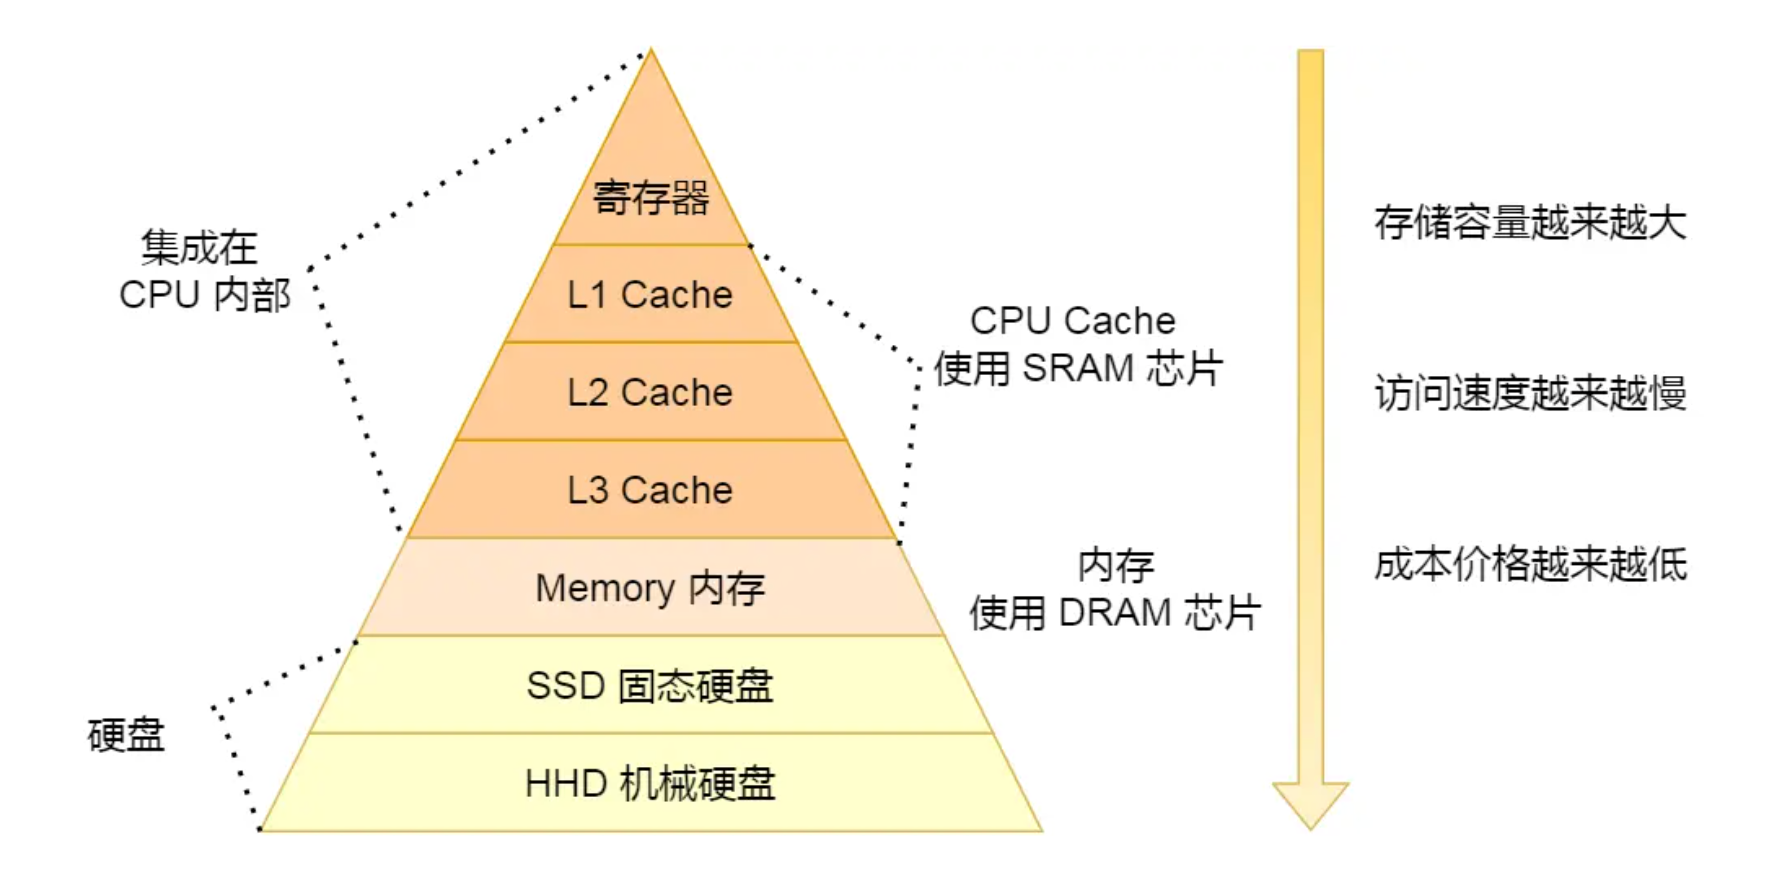 寄存器
L1 Cache
L2 Cache
L3 Cache
Memory 内存
SSD 固态硬盘
HHD 机械硬盘
集成在
CPU 内部
硬盘
CPU Cache
使用 SRAM 芯片
内存
使用 DRAM 芯片
存储容量越来越大
访问速度越来越慢
成本价格越来越低